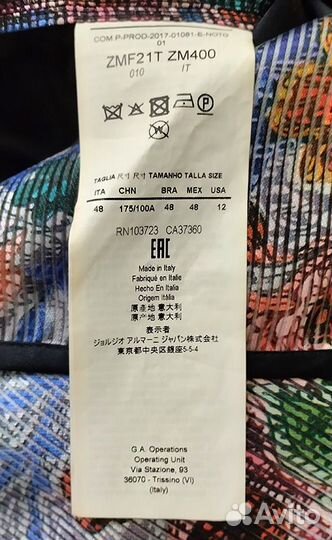 COM.P-PROD-2017-01081-E-NOTO
01
ZMF21T ZM400
010 IT
TAGLIA 尺寸 尺寸 TAMANHO TALLA SIZE
ITA CHN BRA MEX USA
48 175/100A 48 48 12
RN103723 CA37360
EAC
Made in Italy
Fabriqué en Italie
Hecho En Italia
Origem Itália
原產地 意大利
原产地 意大利
表示者
ジョルジオ アルマーニ ジャパン株式会社
東京都中央区銀座5-5-4
G.A. Operations
Operating Unit
Via Stazione, 93
36070 - Trissino (VI)
(Italy)
Avito